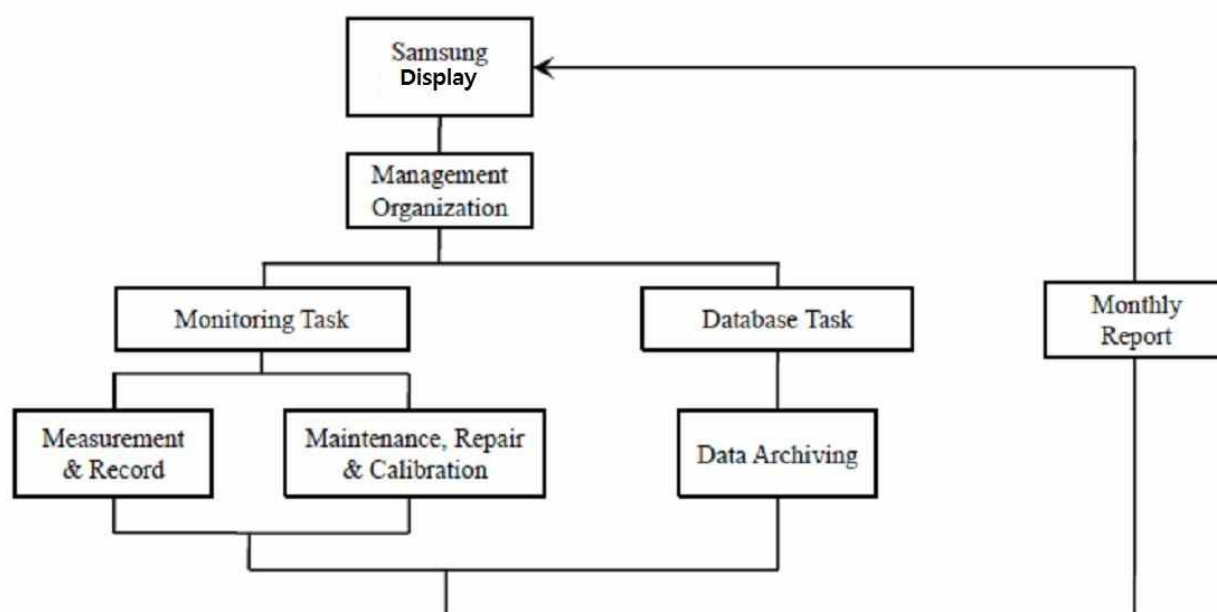 Samsung
Display
Management
Organization
Monitoring Task
Database Task
Monthly
Report
Measurement
& Record
Maintenance, Repair
& Calibration
Data Archiving